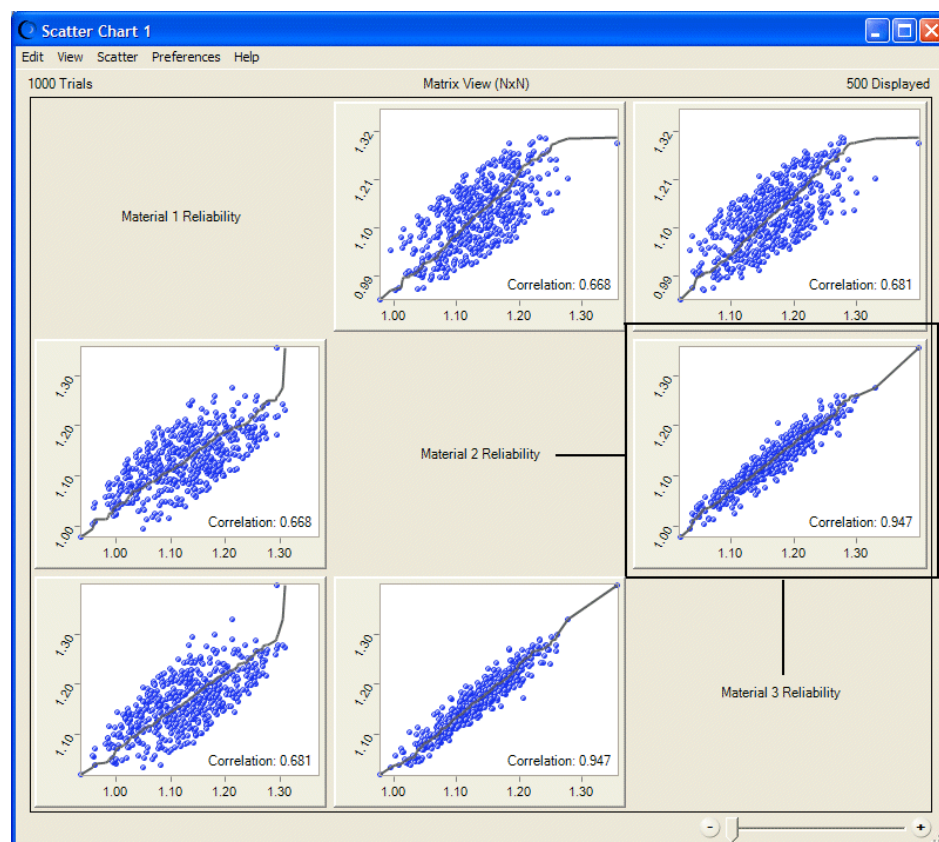 Scatter Chart 1
Edit View Scatter Preferences Help
1000 Trials Matrix View (NxN) 500 Displayed
Material 1 Reliability
1.32
1.21
1.10
0.99
Correlation: 0.668
1.00 1.10 1.20 1.30
1.32
1.21
1.10
0.99
Correlation: 0.681
1.10 1.20 1.30
1.30
1.20
1.10
1.00
Correlation: 0.668
1.00 1.10 1.20 1.30
Material 2 Reliability
1.30
1.20
1.10
1.00
Correlation: 0.947
1.10 1.20 1.30
1.30
1.20
1.10
Correlation: 0.681
1.00 1.10 1.20 1.30
1.30
1.20
1.10
Correlation: 0.947
1.00 1.10 1.20 1.30
Material 3 Reliability